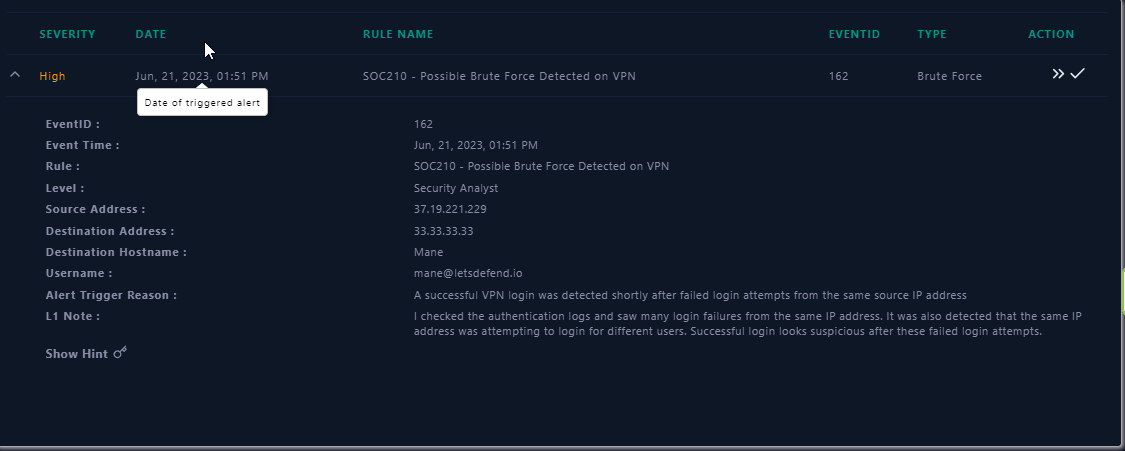 SEVERITY DATE RULE NAME EVENTID TYPE ACTION
High Jun, 21, 2023, 01:51 PM SOC210 - Possible Brute Force Detected on VPN 162 Brute Force
Date of triggered alert
EventID : 162
Event Time : Jun, 21, 2023, 01:51 PM
Rule : SOC210 - Possible Brute Force Detected on VPN
Level : Security Analyst
Source Address : 37.19.221.229
Destination Address : 33.33.33.33
Destination Hostname : Mane
Username : mane@letsdefend.io
Alert Trigger Reason : A successful VPN login was detected shortly after failed login attempts from the same source IP address
L1 Note : I checked the authentication logs and saw many login failures from the same IP address. It was also detected that the same IP
address was attempting to login for different users. Successful login looks suspicious after these failed login attempts.
Show Hint